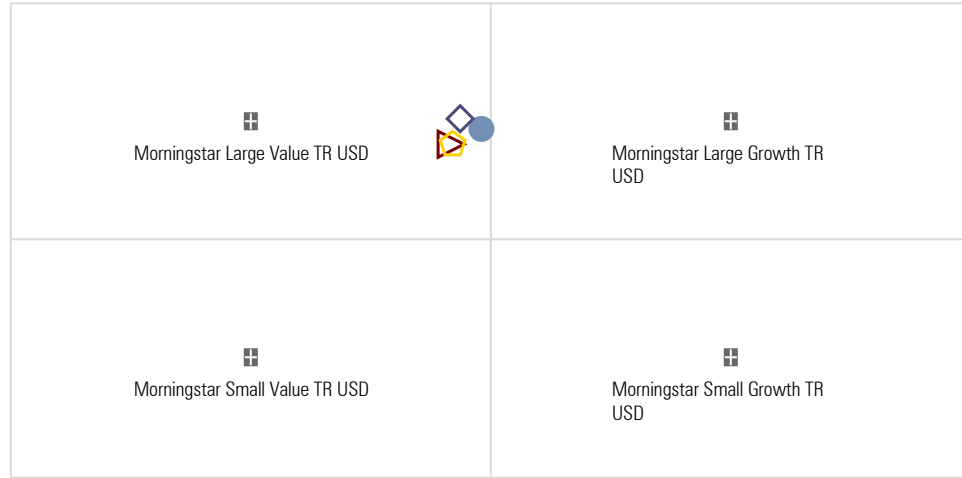 Morningstar Large Value TR USD
Morningstar Large Growth TR
USD
Morningstar Small Value TR USD
Morningstar Small Growth TR
USD